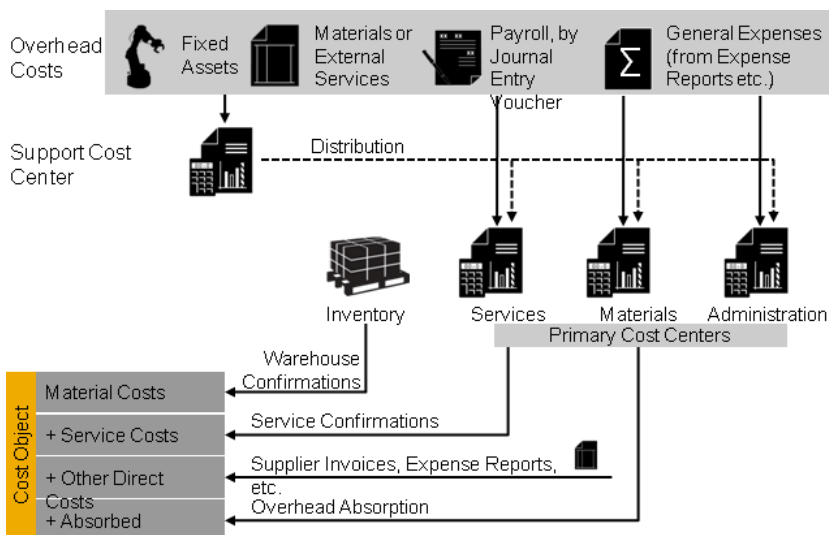 Overhead
Costs
Fixed
Assets
Materials or
External
Services
Payroll, by
Journal
Entry
Voucher
Σ
General Expenses
(from Expense
Reports etc.)
Support Cost
Center
Distribution
Inventory
Services
Materials
Administration
Primary Cost Centers
Warehouse
Confirmations
Cost Object
Material Costs
+ Service Costs
Service Confirmations
+ Other Direct
Costs
Supplier Invoices, Expense Reports,
etc.
+ Absorbed
Overhead Absorption